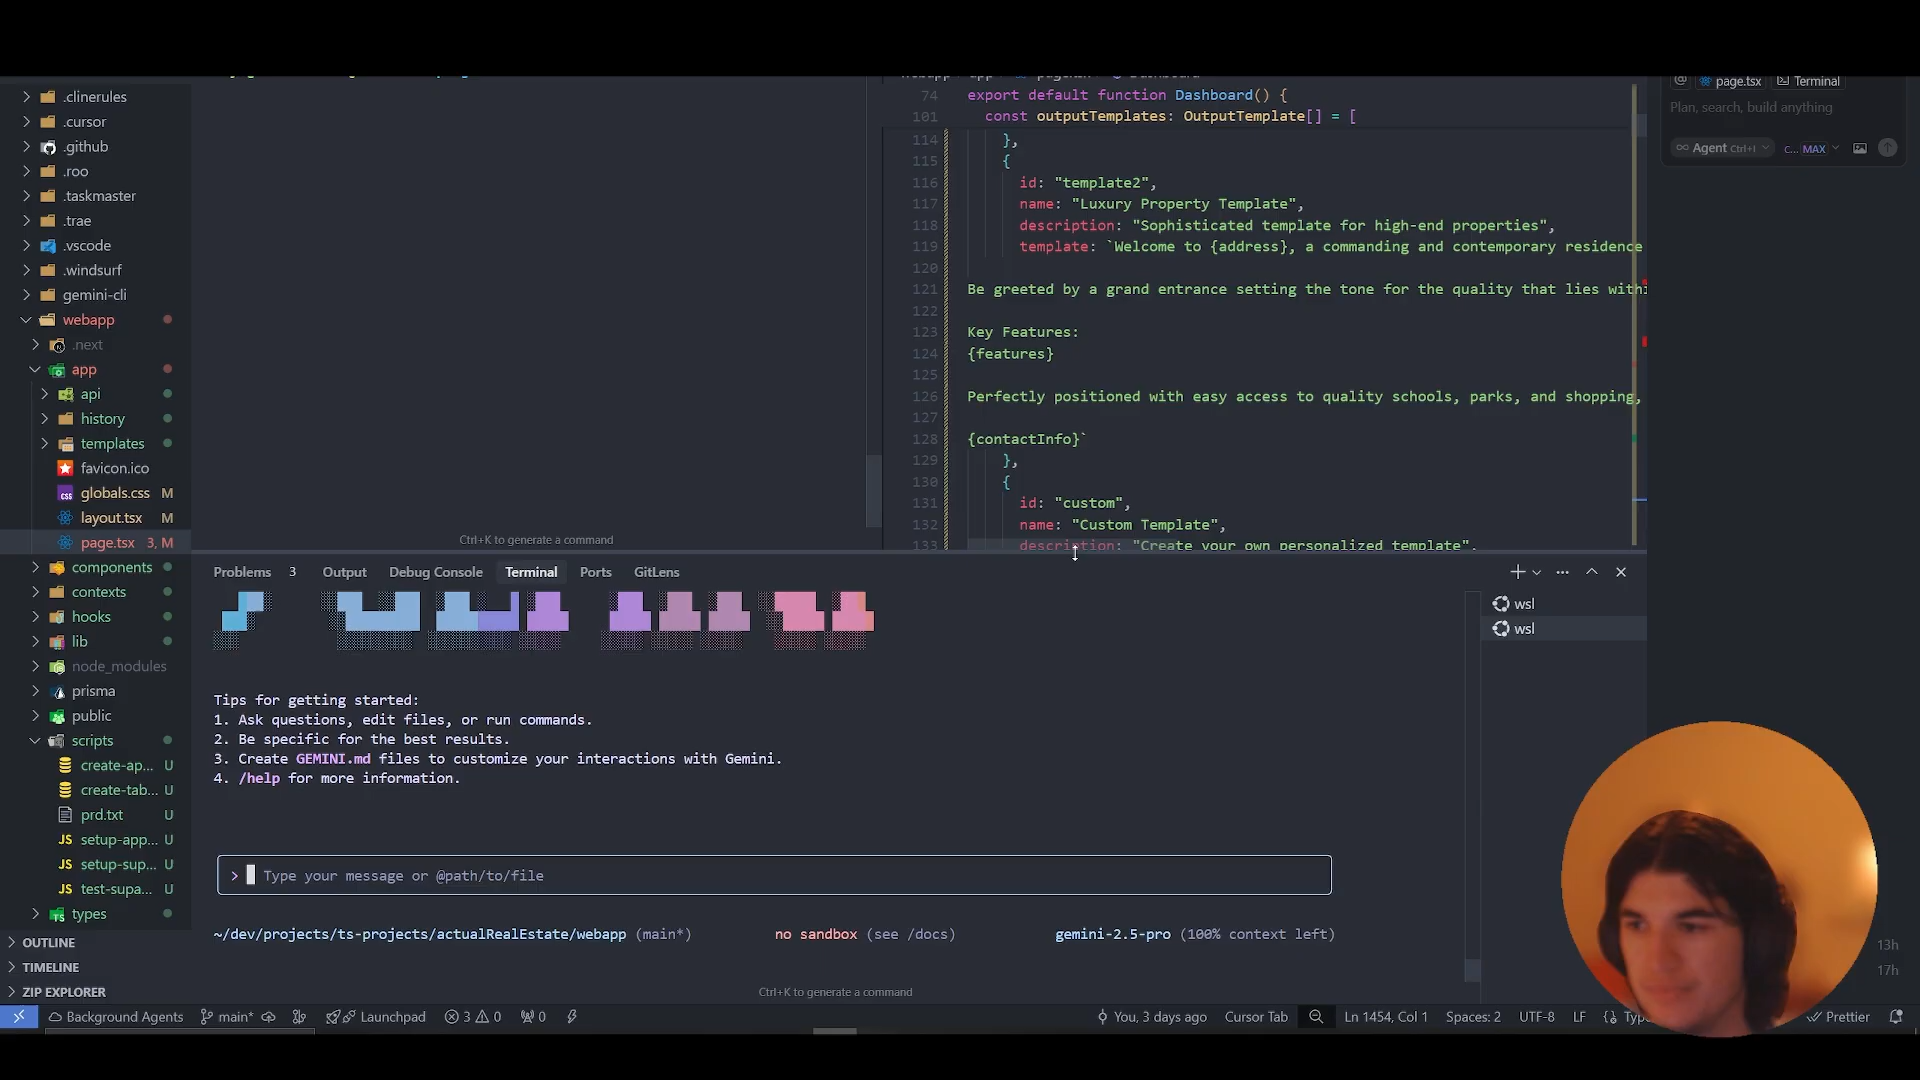 .clinerules
.cursor
.github
.roo
.taskmaster
.trae
.vscode
.windsurf
gemini-cli
webapp
.next
app
api
history
templates
favicon.ico
globals.css M
layout.tsx M
page.tsx 3, M
components
contexts
hooks
lib
node_modules
prisma
public
scripts
create-ap... U
create-tab... U
prd.txt U
setup-app... U
setup-sup... U
test-supa... U
types
OUTLINE
TIMELINE
ZIP EXPLORER
Ctrl+K to generate a command
74 export default function Dashboard() {
101 const outputTemplates: OutputTemplate[] = [
114 },
115 {
116 id: "template2",
117 name: "Luxury Property Template",
118 description: "Sophisticated template for high-end properties",
119 template: `Welcome to {address}, a commanding and contemporary residence
120
121 Be greeted by a grand entrance setting the tone for the quality that lies withi
122
123 Key Features:
124 {features}
125
126 Perfectly positioned with easy access to quality schools, parks, and shopping,
127
128 {contactInfo}`
129 },
130 {
131 id: "custom",
132 name: "Custom Template",
133 description: "Create your own personalized template",
@ page.tsx Terminal
Plan, search, build anything
∞ Agent Ctrl+I C... MAX
Problems 3 Output Debug Console Terminal Ports GitLens
wsl
wsl
Tips for getting started:
1. Ask questions, edit files, or run commands.
2. Be specific for the best results.
3. Create GEMINI.md files to customize your interactions with Gemini.
4. /help for more information.
> Type your message or @path/to/file
~/dev/projects/ts-projects/actualRealEstate/webapp (main*) no sandbox (see /docs) gemini-2.5-pro (100% context left)
Ctrl+K to generate a command
13h
17h
Background Agents main* Launchpad 3 0 0 You, 3 days ago Cursor Tab Ln 1454, Col 1 Spaces: 2 UTF-8 LF {} Typ Prettier